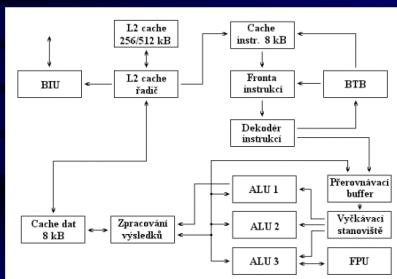 L2 cache
256/512 kB
Cache
instr. 8 kB
BIU
L2 cache
řadič
Fronta
instrukcí
BTB
Dekodér
instrukcí
Přerovnávací
buffer
ALU 1
Cache dat
8 kB
Zpracování
výsledků
ALU 2
Vyčkávací
stanoviště
ALU 3
FPU